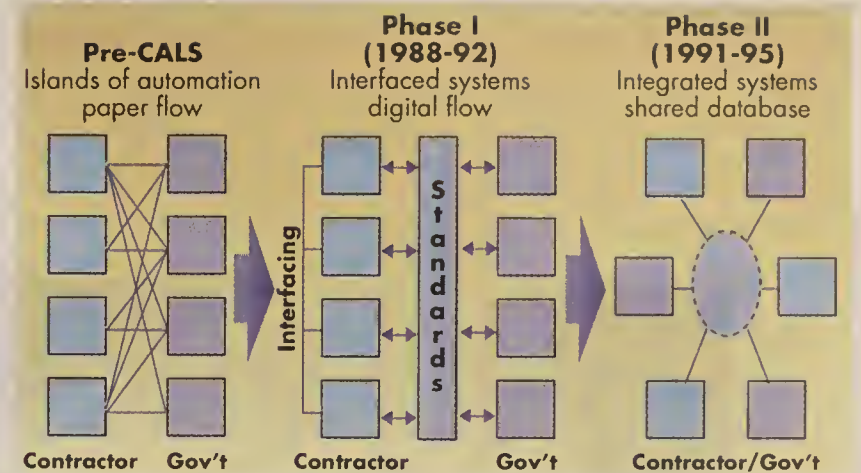 Pre-CALS
Islands of automation
paper flow
Phase I
(1988-92)
Interfaced systems
digital flow
Phase II
(1991-95)
Integrated systems
shared database
Interfacing
Standards
Contractor Gov't
Contractor Gov't
Contractor/Gov't